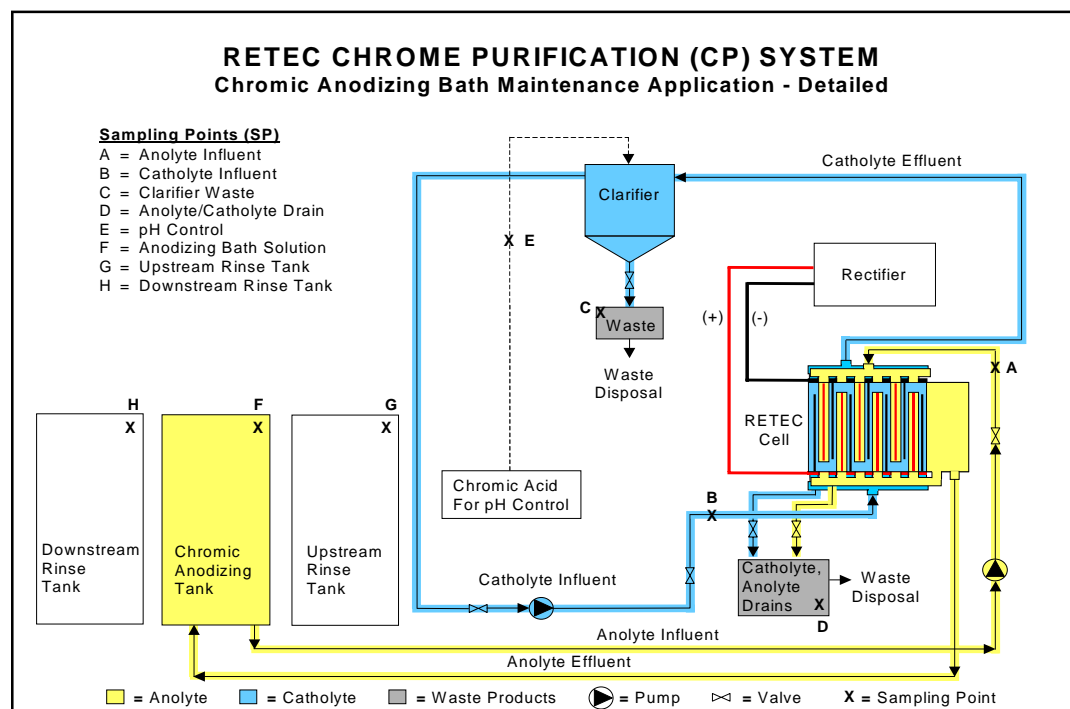 RETEC CHROME PURIFICATION (CP) SYSTEM
Chromic Anodizing Bath Maintenance Application - Detailed
Sampling Points (SP)
A = Anolyte Influent
B = Catholyte Influent
C = Clarifier Waste
D = Anolyte/Catholyte Drain
E = pH Control
F = Anodizing Bath Solution
G = Upstream Rinse Tank
H = Downstream Rinse Tank
Catholyte Effluent
Clarifier
X E
Rectifier
(+)
(-)
C X
Waste
Waste
Disposal
X A
RETEC
Cell
H
X
F
X
G
X
Chromic Acid
For pH Control
B
X
Downstream
Rinse
Tank
Chromic
Anodizing
Tank
Upstream
Rinse
Tank
Catholyte Influent
Catholyte,
Anolyte
Drains X
D
Waste
Disposal
Anolyte Influent
Anolyte Effluent
= Anolyte
= Catholyte
= Waste Products
= Pump
= Valve
X = Sampling Point